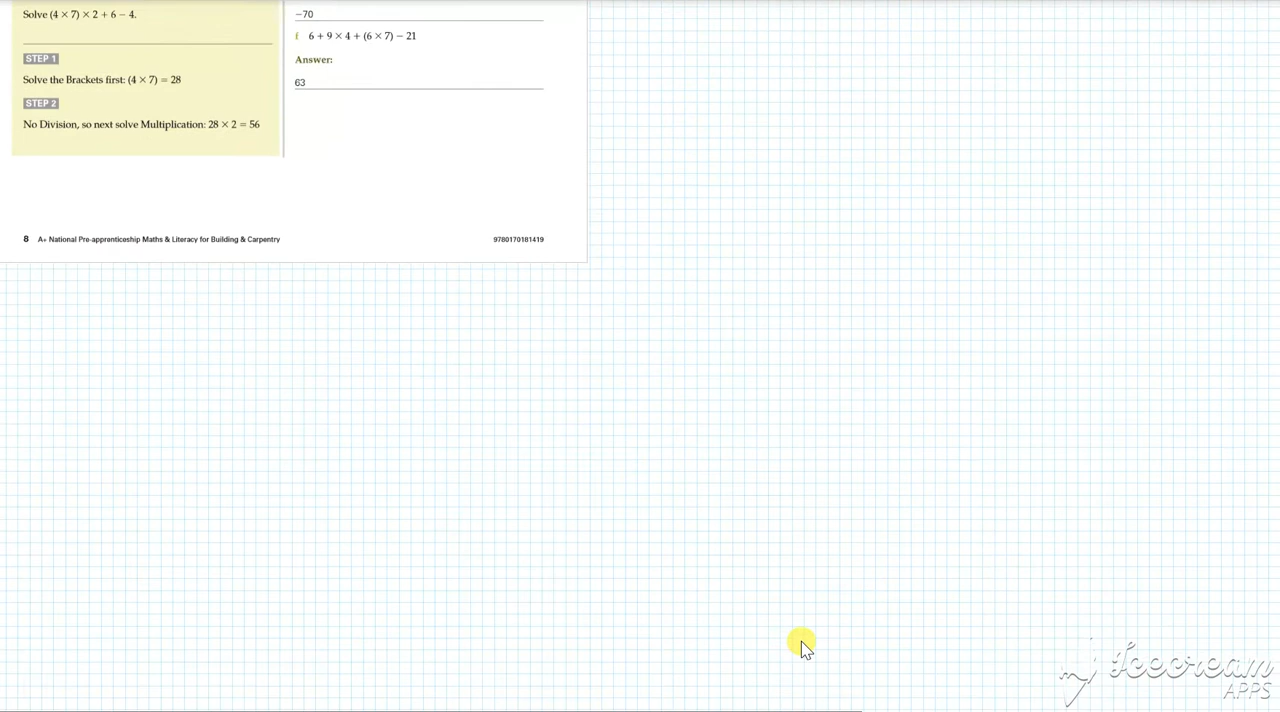 Solve (4 × 7) × 2 + 6 − 4.
STEP 1
Solve the Brackets first: (4 × 7) = 28
STEP 2
No Division, so next solve Multiplication: 28 × 2 = 56
−70
f 6 + 9 × 4 + (6 × 7) − 21
Answer:
63
8 A+ National Pre-apprenticeship Maths & Literacy for Building & Carpentry
9780170181419
Icecream
APPS